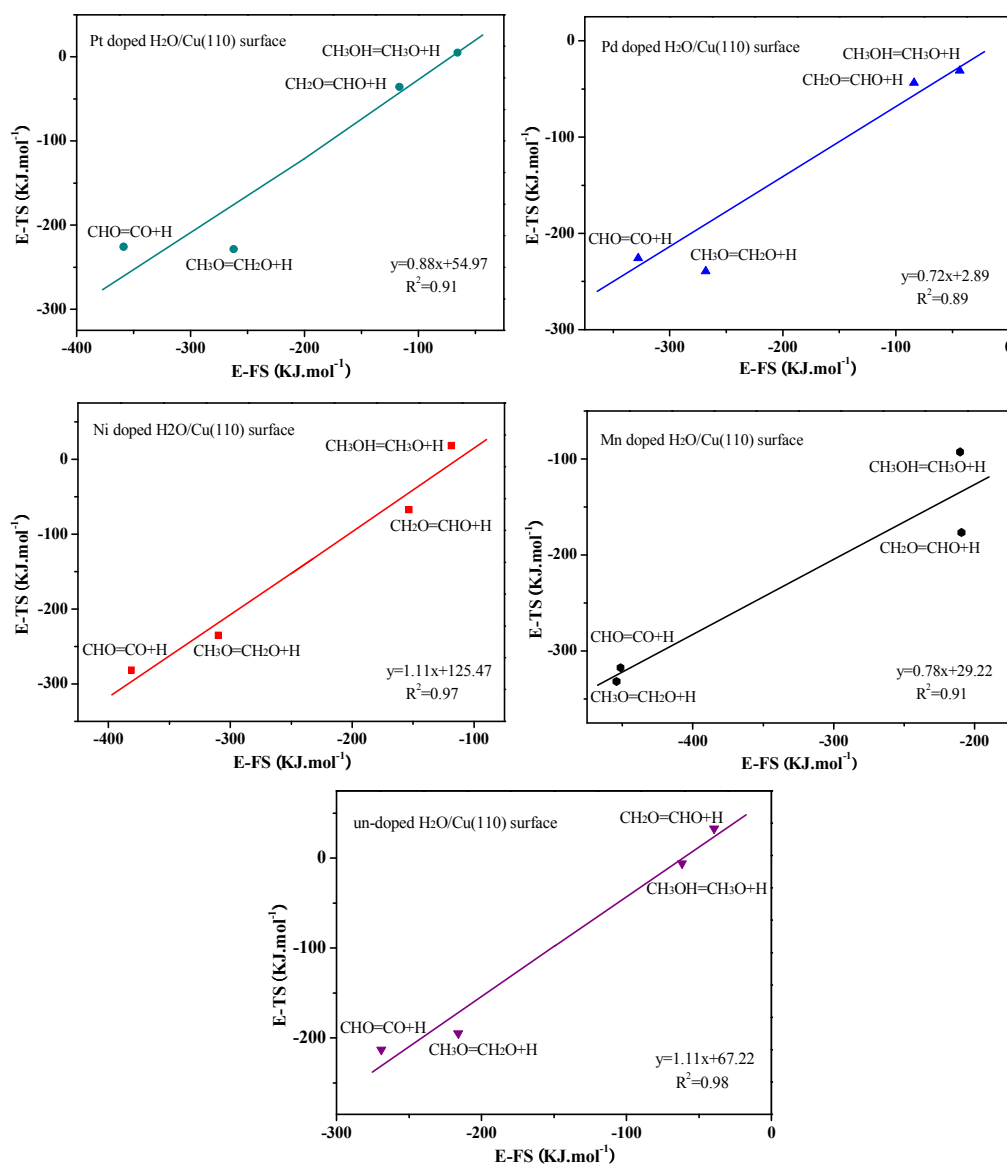 Pt doped H₂O/Cu(110) surface
CH₃OH=CH₃O+H
CH₂O=CHO+H
CHO=CO+H
CH₃O=CH₂O+H
y=0.88x+54.97
R²=0.91
0
-100
-200
-300
E-TS (KJ.mol⁻¹)
-400 -300 -200 -100
E-FS (KJ.mol⁻¹)
Pd doped H₂O/Cu(110) surface
CH₃OH=CH₃O+H
CH₂O=CHO+H
CHO=CO+H
CH₃O=CH₂O+H
y=0.72x+2.89
R²=0.89
0
-100
-200
-300
E-TS (KJ.mol⁻¹)
-300 -200 -100 0
E-FS (KJ.mol⁻¹)
Ni doped H2O/Cu(110) surface
CH₃OH=CH₃O+H
CH₂O=CHO+H
CHO=CO+H
CH₃O=CH₂O+H
y=1.11x+125.47
R²=0.97
0
-100
-200
-300
E-TS (KJ.mol⁻¹)
-400 -300 -200 -100
E-FS (KJ.mol⁻¹)
Mn doped H₂O/Cu(110) surface
CH₃OH=CH₃O+H
CH₂O=CHO+H
CHO=CO+H
CH₃O=CH₂O+H
y=0.78x+29.22
R²=0.91
-100
-200
-300
E-TS (KJ.mol⁻¹)
-400 -300 -200
E-FS (KJ.mol⁻¹)
un-doped H₂O/Cu(110) surface
CH₂O=CHO+H
CH₃OH=CH₃O+H
CHO=CO+H
CH₃O=CH₂O+H
y=1.11x+67.22
R²=0.98
0
-100
-200
E-TS (KJ.mol⁻¹)
-300 -200 -100 0
E-FS (KJ.mol⁻¹)